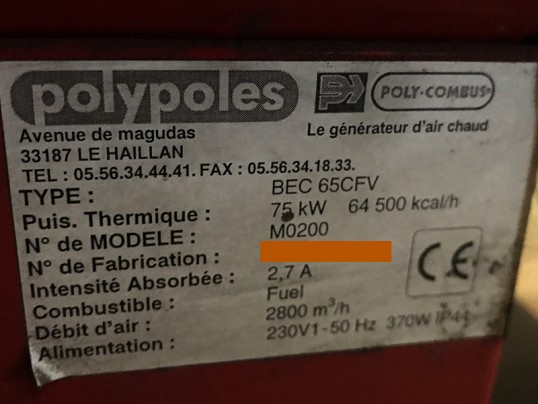 polypoles
POLY-COMBUS
Avenue de magudas
Le générateur d'air chaud
33187 LE HAILLAN
TEL : 05.56.34.44.41. FAX : 05.56.34.18.33.
TYPE : BEC 65CFV
Puis. Thermique : 75 kW 64 500 kcal/h
N° de MODELE : M0200
N° de Fabrication :
Intensité Absorbée : 2,7 A
Combustible : Fuel
Débit d'air : 2800 m³/h
Alimentation : 230V1-50 Hz 370W IP44
CE